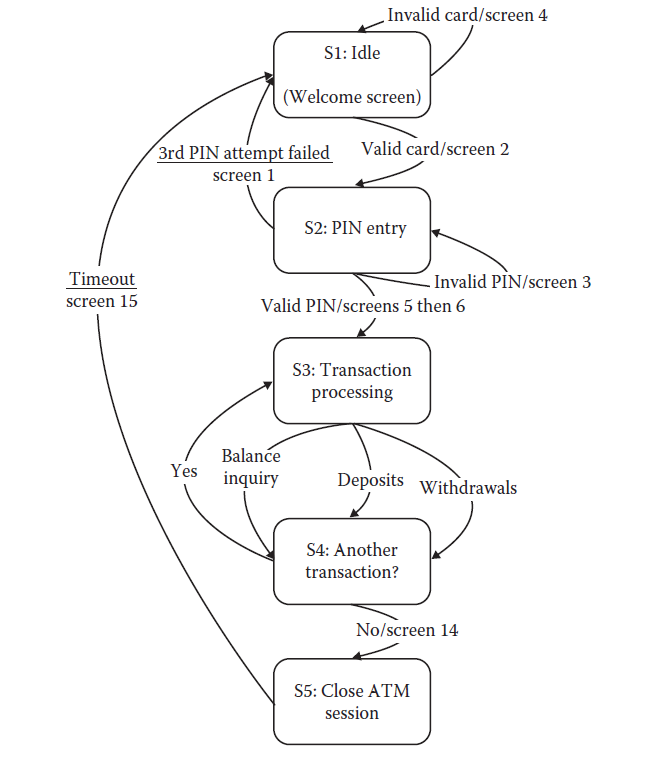 Invalid card/screen 4
S1: Idle
(Welcome screen)
3rd PIN attempt failed
screen 1
Valid card/screen 2
S2: PIN entry
Timeout
screen 15
Invalid PIN/screen 3
Valid PIN/screens 5 then 6
S3: Transaction
processing
Yes
Balance
inquiry
Deposits
Withdrawals
S4: Another
transaction?
No/screen 14
S5: Close ATM
session